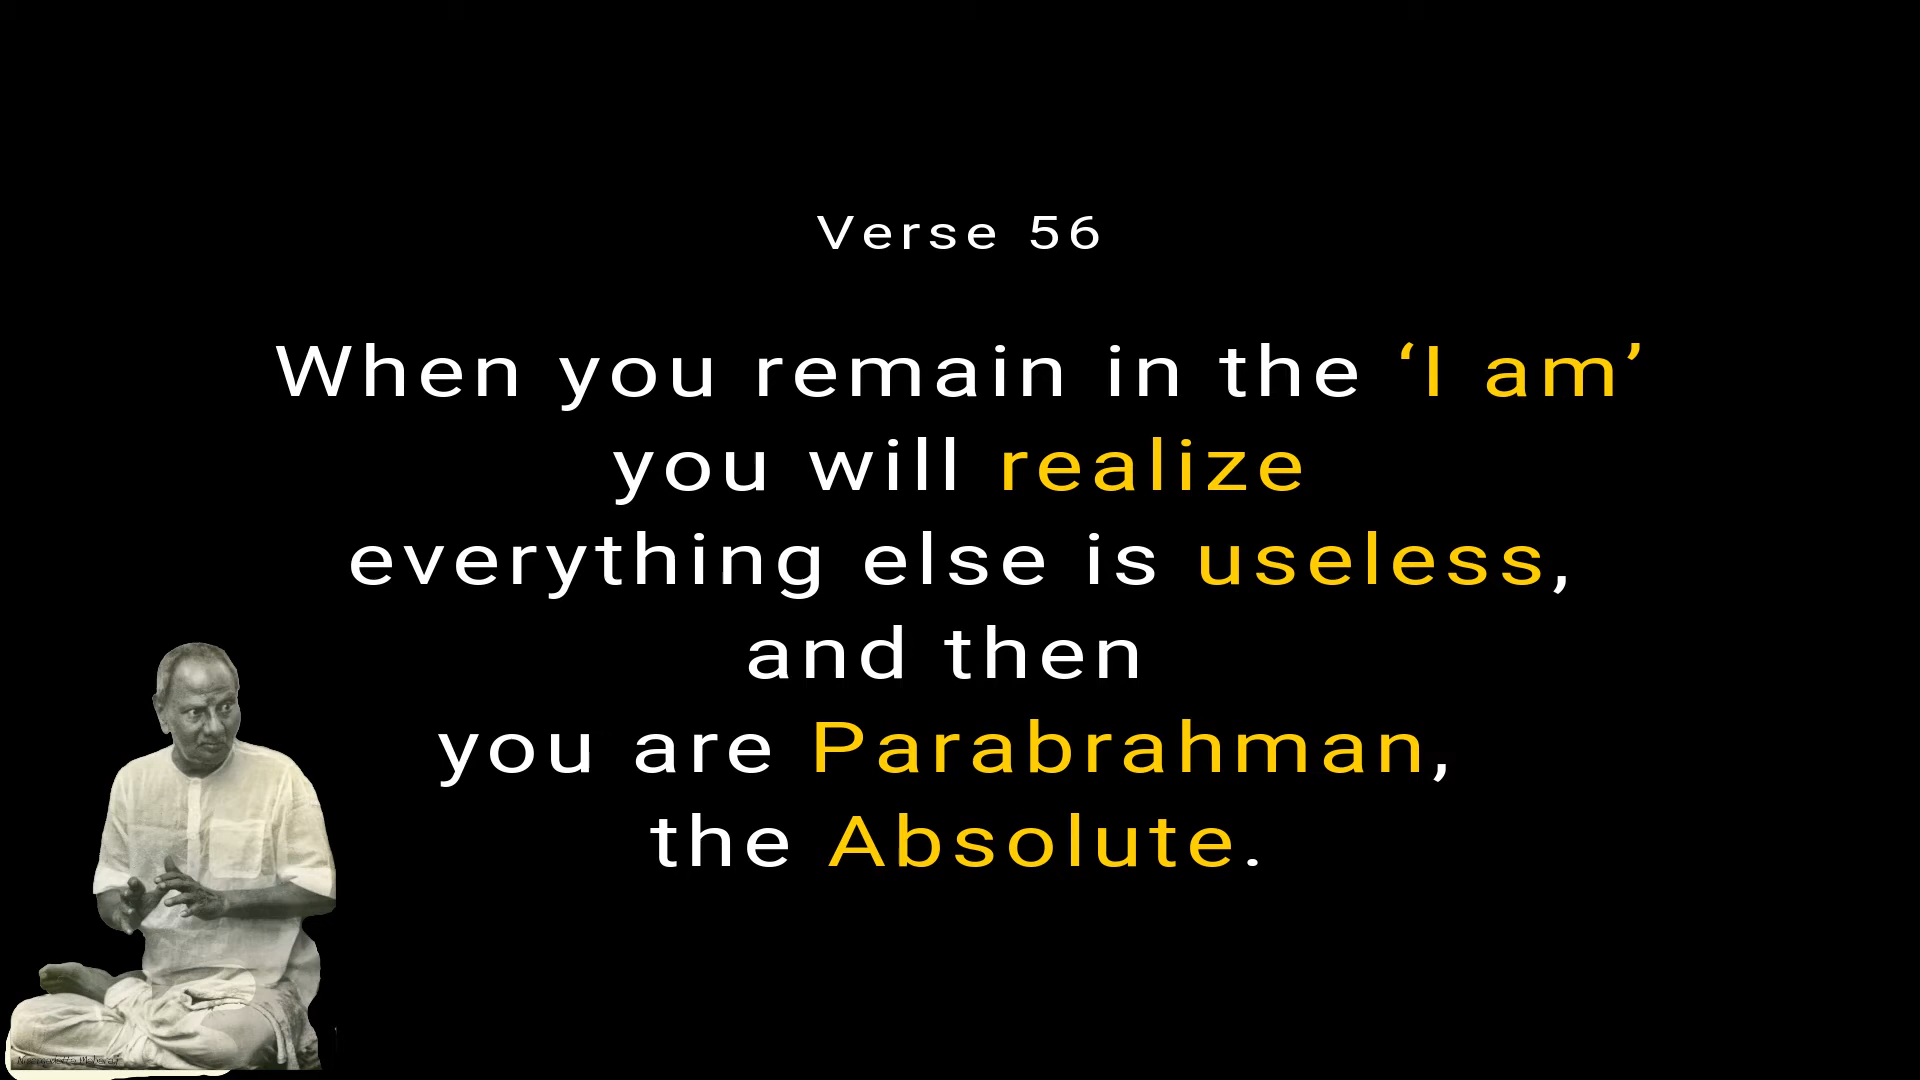 Verse 56
When you remain in the ‘I am’
you will realize
everything else is useless,
and then
you are Parabrahman,
the Absolute.